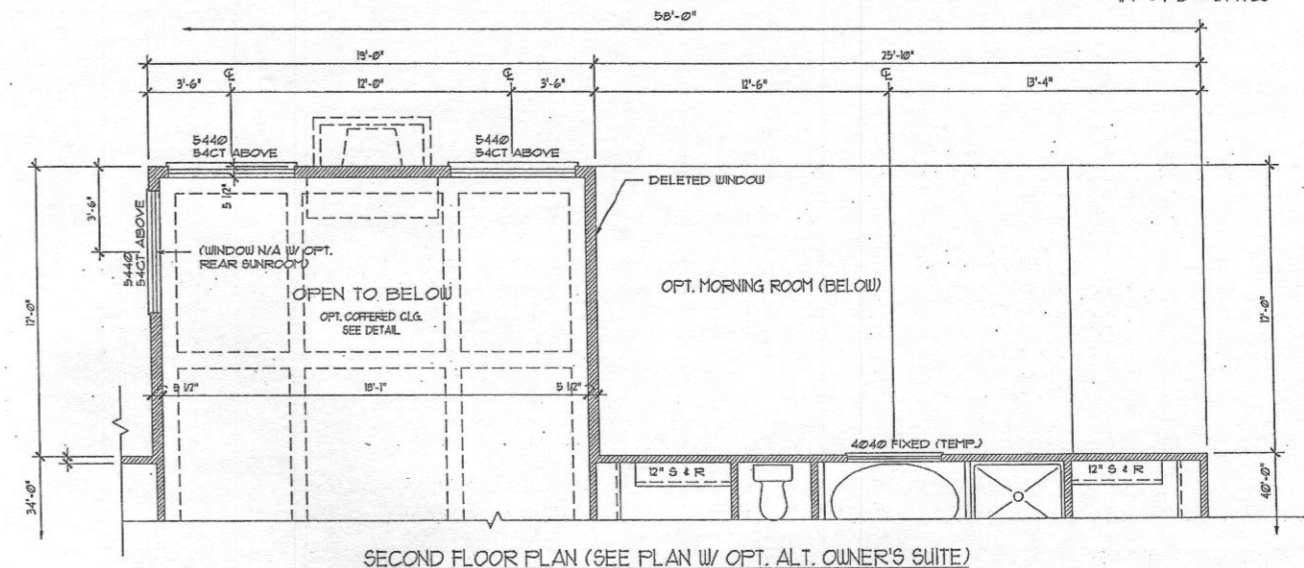 58'-0"
19'-0"
25'-10"
3'-6"
℄
12'-0"
℄
3'-6"
12'-6"
℄
13'-4"
5440
54CT ABOVE
5440
54CT ABOVE
DELETED WINDOW
3'-6"
5 1/2"
5440
54CT ABOVE
(WINDOW N/A W/ OPT.
REAR SUNROOM)
OPEN TO BELOW
OPT. COFFERED CLG.
SEE DETAIL
OPT. MORNING ROOM (BELOW)
17'-0"
17'-0"
5 1/2"
18'-1"
5 1/2"
4040 FIXED (TEMP.)
12" S & R
12" S & R
34'-0"
40'-0"
SECOND FLOOR PLAN (SEE PLAN W/ OPT. ALT. OWNER'S SUITE)